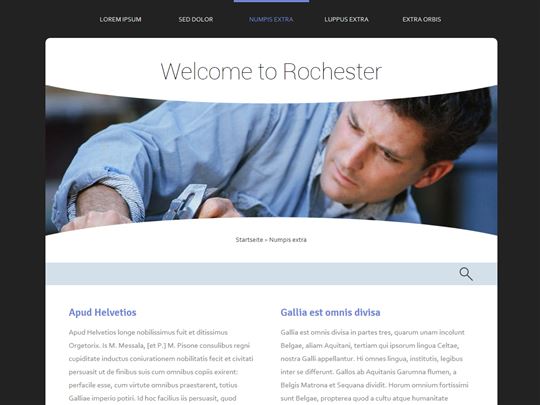 LOREM IPSUM
SED DOLOR
NUMPIS EXTRA
LUPPUS EXTRA
EXTRA ORBIS
Welcome to Rochester
Startseite » Numpis extra
Apud Helvetios
Apud Helvetios longe nobilissimus fuit et ditissimus
Orgetorix. Is M. Messala, [et P.] M. Pisone consulibus regni
cupiditate inductus coniurationem nobilitatis fecit et civitati
persuasit ut de finibus suis cum omnibus copiis exirent:
perfacile esse, cum virtute omnibus praestarent, totius
Galliae imperio potiri. Id hoc facilius iis persuasit, quod
Gallia est omnis divisa
Gallia est omnis divisa in partes tres, quarum unam incolunt
Belgae, aliam Aquitani, tertiam qui ipsorum lingua Celtae,
nostra Galli appellantur. Hi omnes lingua, institutis, legibus
inter se differunt. Gallos ab Aquitanis Garumna flumen, a
Belgis Matrona et Sequana dividit. Horum omnium fortissimi
sunt Belgae, propterea quod a cultu atque humanitate